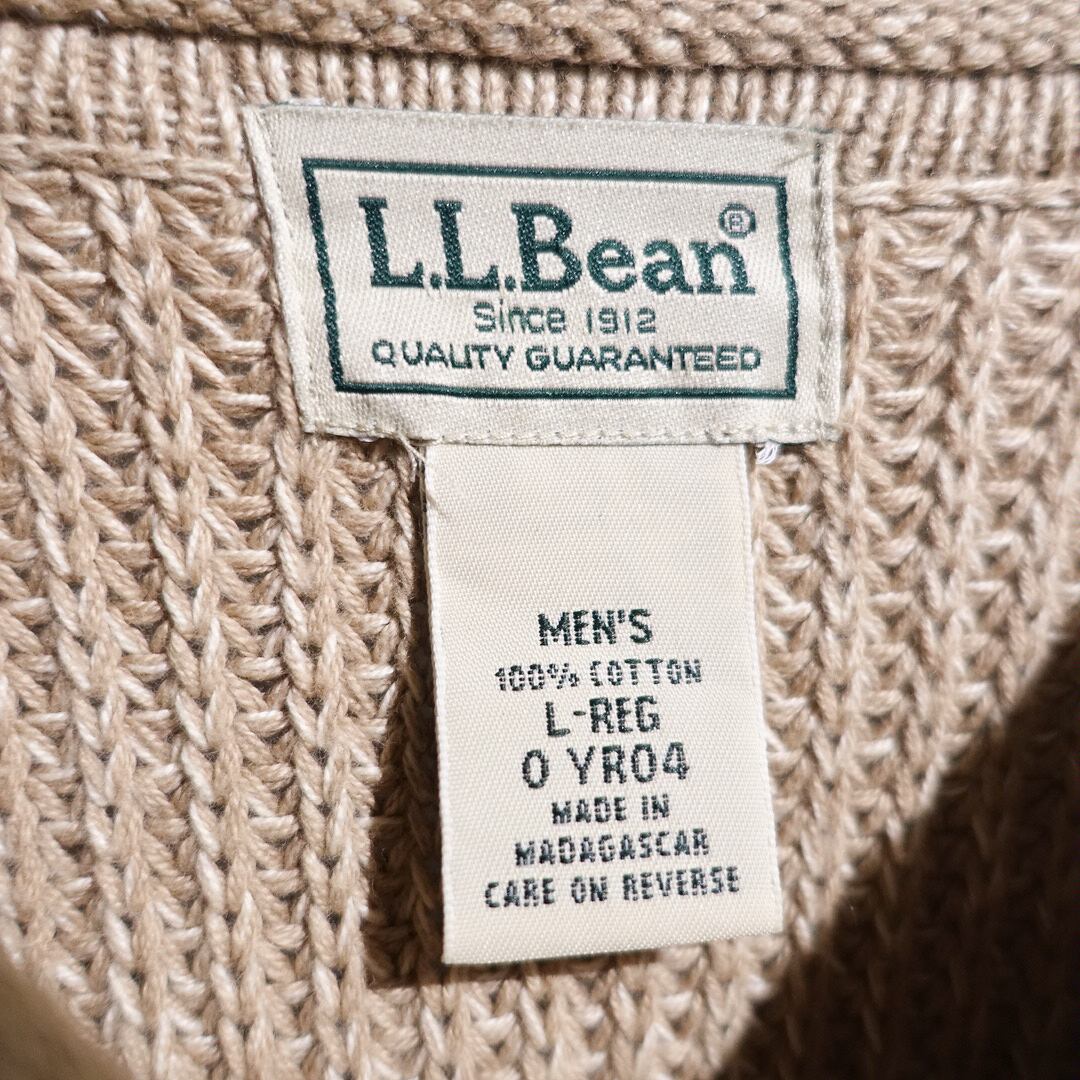 L.L.Bean®
Since 1912
QUALITY GUARANTEED
MEN'S
100% COTTON
L-REG
0 YR04
MADE IN
MADAGASCAR
CARE ON REVERSE